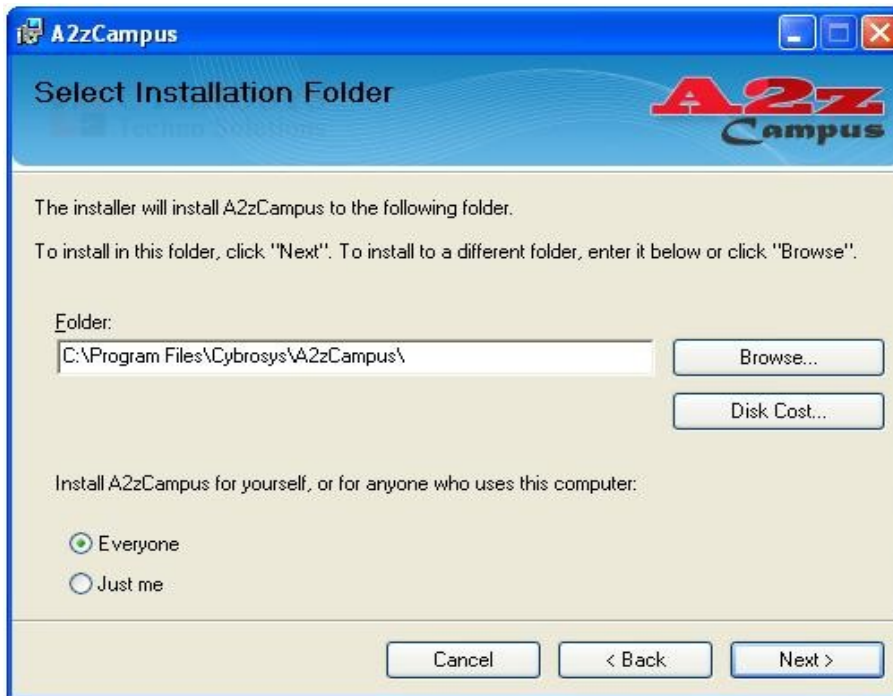 A2zCampus
Select Installation Folder
A2z
Campus
Techno Solutions
The installer will install A2zCampus to the following folder.
To install in this folder, click "Next". To install to a different folder, enter it below or click "Browse".
Folder:
C:\Program Files\Cybrosys\A2zCampus\
Browse...
Disk Cost...
Install A2zCampus for yourself, or for anyone who uses this computer:
Everyone
Just me
Cancel
< Back
Next >